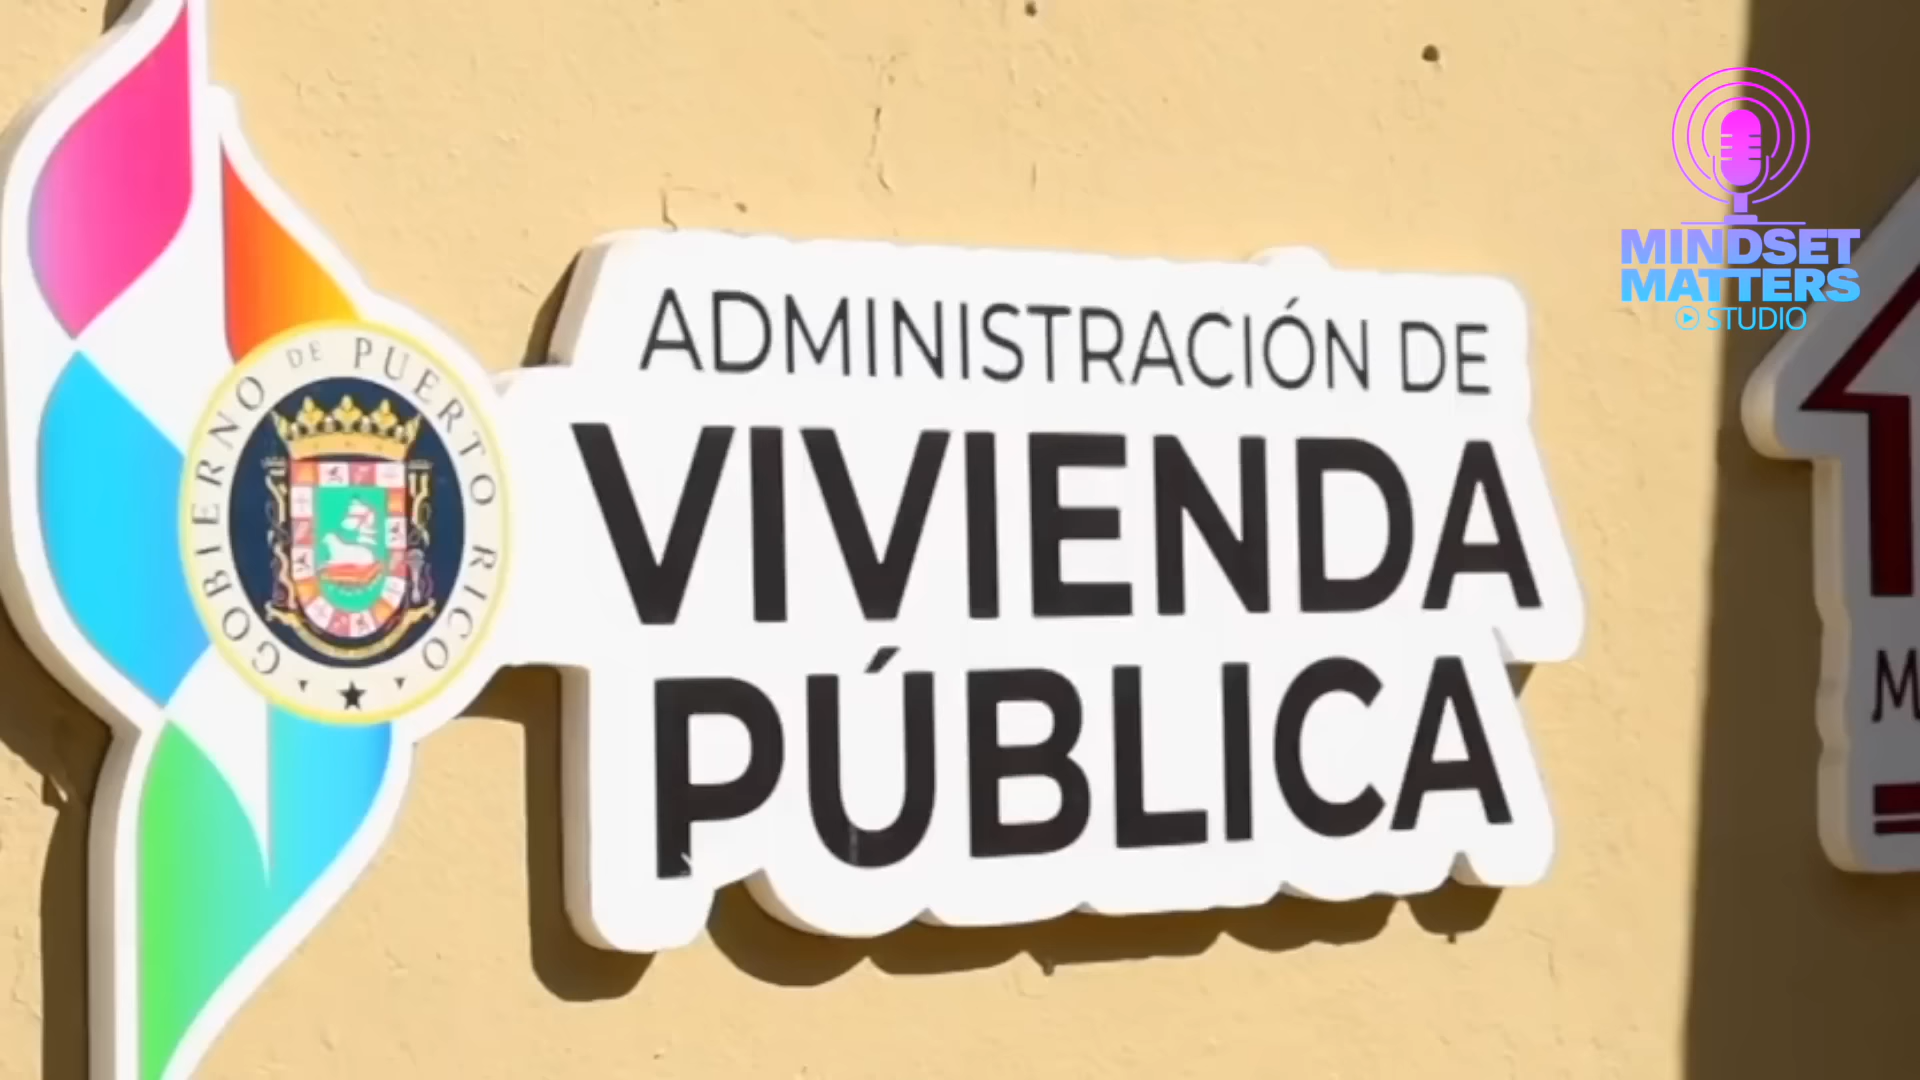 GOBIERNO DE PUERTO RICO
ADMINISTRACIÓN DE
VIVIENDA
PÚBLICA
MINDSET
MATTERS
STUDIO
M